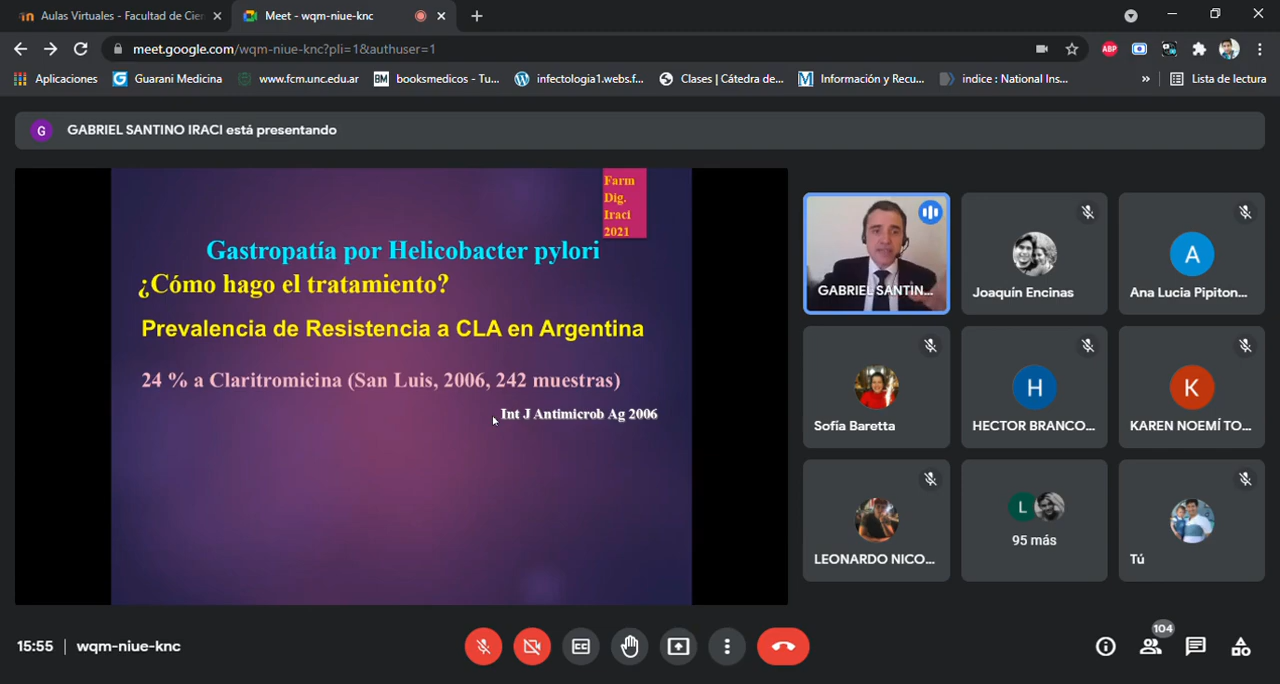 Aulas Virtuales - Facultad de Cien
Meet - wqm-niue-knc
meet.google.com/wqm-niue-knc?pli=1&authuser=1
ABP
Aplicaciones
Guarani Medicina
www.fcm.unc.edu.ar
BM booksmedicos - Tu...
infectologia1.webs.f...
Clases | Cátedra de...
Información y Recu...
indice : National Ins...
»
Lista de lectura
G
GABRIEL SANTINO IRACI está presentando
Farm
Dig.
Iraci
2021
Gastropatía por Helicobacter pylori
¿Cómo hago el tratamiento?
Prevalencia de Resistencia a CLA en Argentina
24 % a Claritromicina (San Luis, 2006, 242 muestras)
Int J Antimicrob Ag 2006
GABRIEL SANTIN...
Joaquín Encinas
A
Ana Lucia Pipiton...
Sofía Baretta
H
HECTOR BRANCO...
K
KAREN NOEMÍ TO...
LEONARDO NICO...
L
95 más
Tú
15:55 | wqm-niue-knc
104